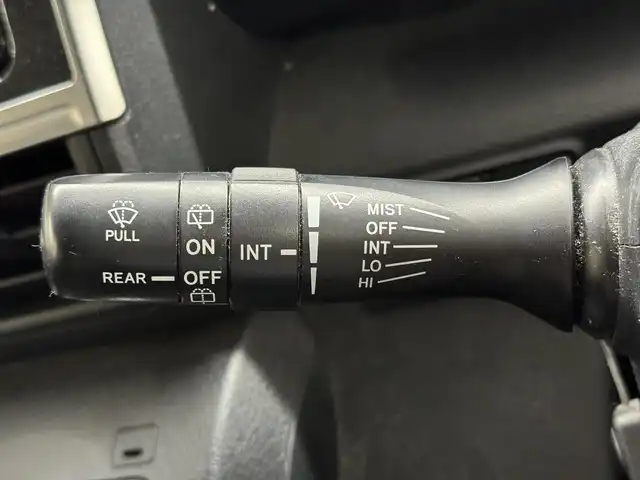 PULL
REAR
ON
OFF
INT
MIST
OFF
INT
LO
HI